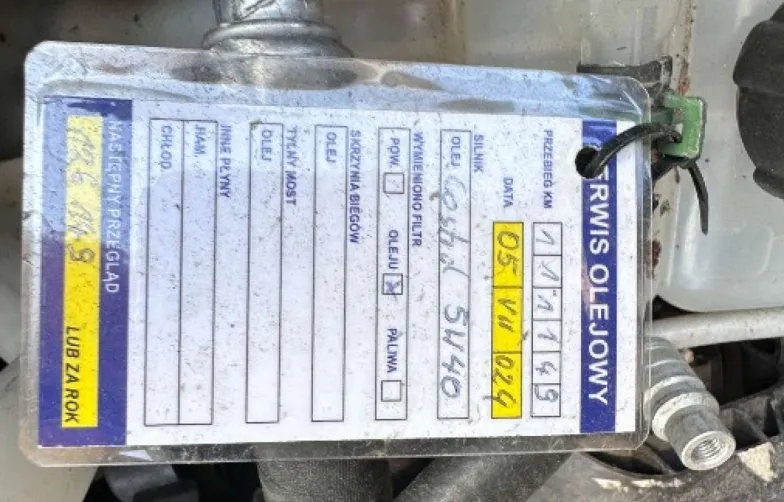 SERWIS OLEJOWY
PRZEBIEG KM 1 1 1 1 4 9
DATA 05 VII 024
SILNIK
OLEJ Castrol 5W40
WYMIENIONO FILTR
POW. OLEJU PALIWA
SKRZYNIA BIEGÓW
OLEJ
TYLNY MOST
OLEJ
INNE PŁYNY
HAM.
CHŁOD.
NASTĘPNY PRZEGLĄD
126 149 LUB ZA ROK